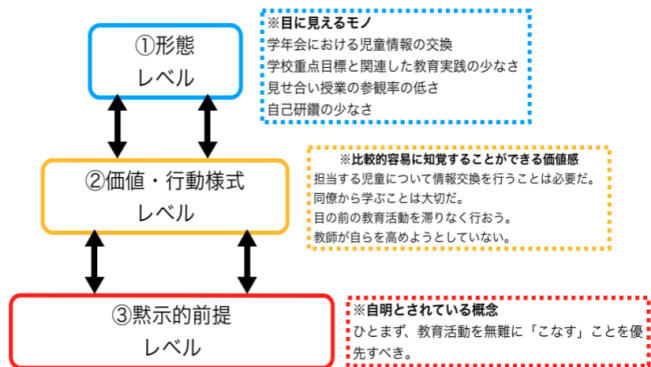 ①形態
レベル
※目に見えるモノ
学年会における児童情報の交換
学校重点目標と関連した教育実践の少なさ
見せ合い授業の参観率の低さ
自己研鑽の少なさ
②価値・行動様式
レベル
※比較的容易に知覚することができる価値感
担当する児童について情報交換を行うことは必要だ。
同僚から学ぶことは大切だ。
目の前の教育活動を滞りなく行おう。
教師が自らを高めようとしていない。
③黙示的前提
レベル
※自明とされている概念
ひとまず、教育活動を無難に「こなす」ことを優
先すべき。